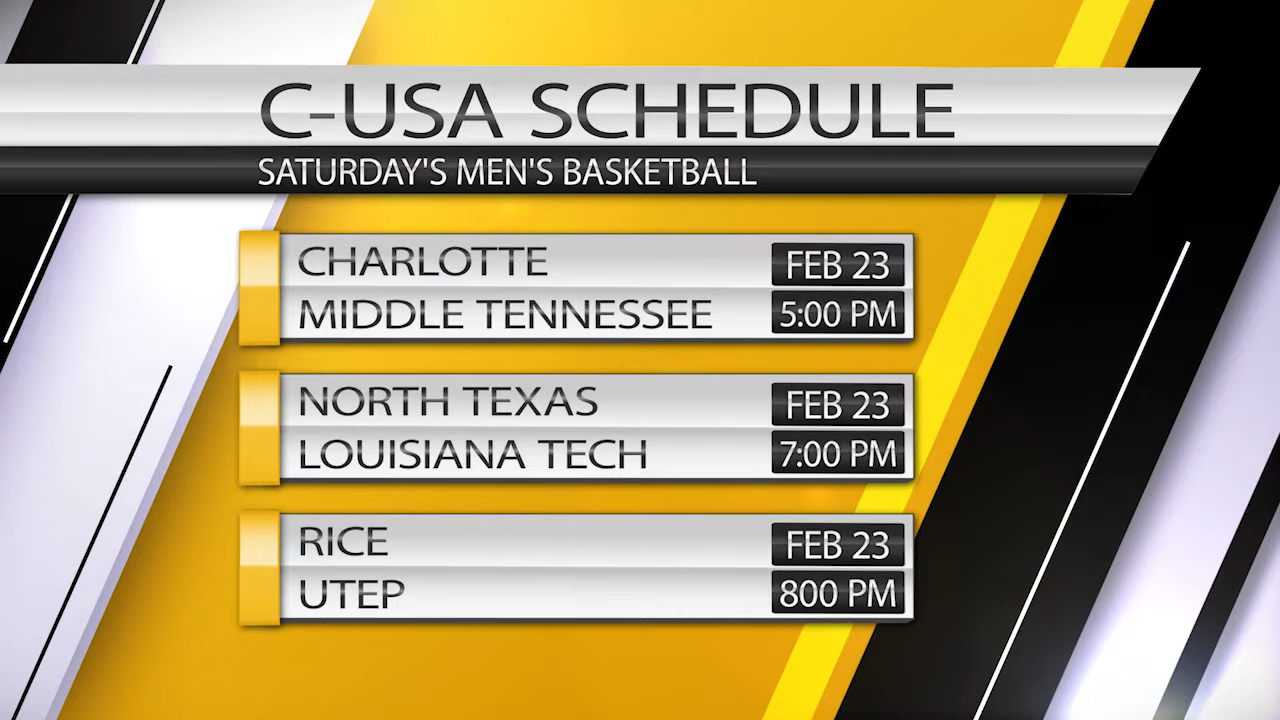 C-USA SCHEDULE
SATURDAY'S MEN'S BASKETBALL
CHARLOTTE
FEB 23
MIDDLE TENNESSEE
5:00 PM
NORTH TEXAS
FEB 23
LOUISIANA TECH
7:00 PM
RICE
FEB 23
UTEP
800 PM